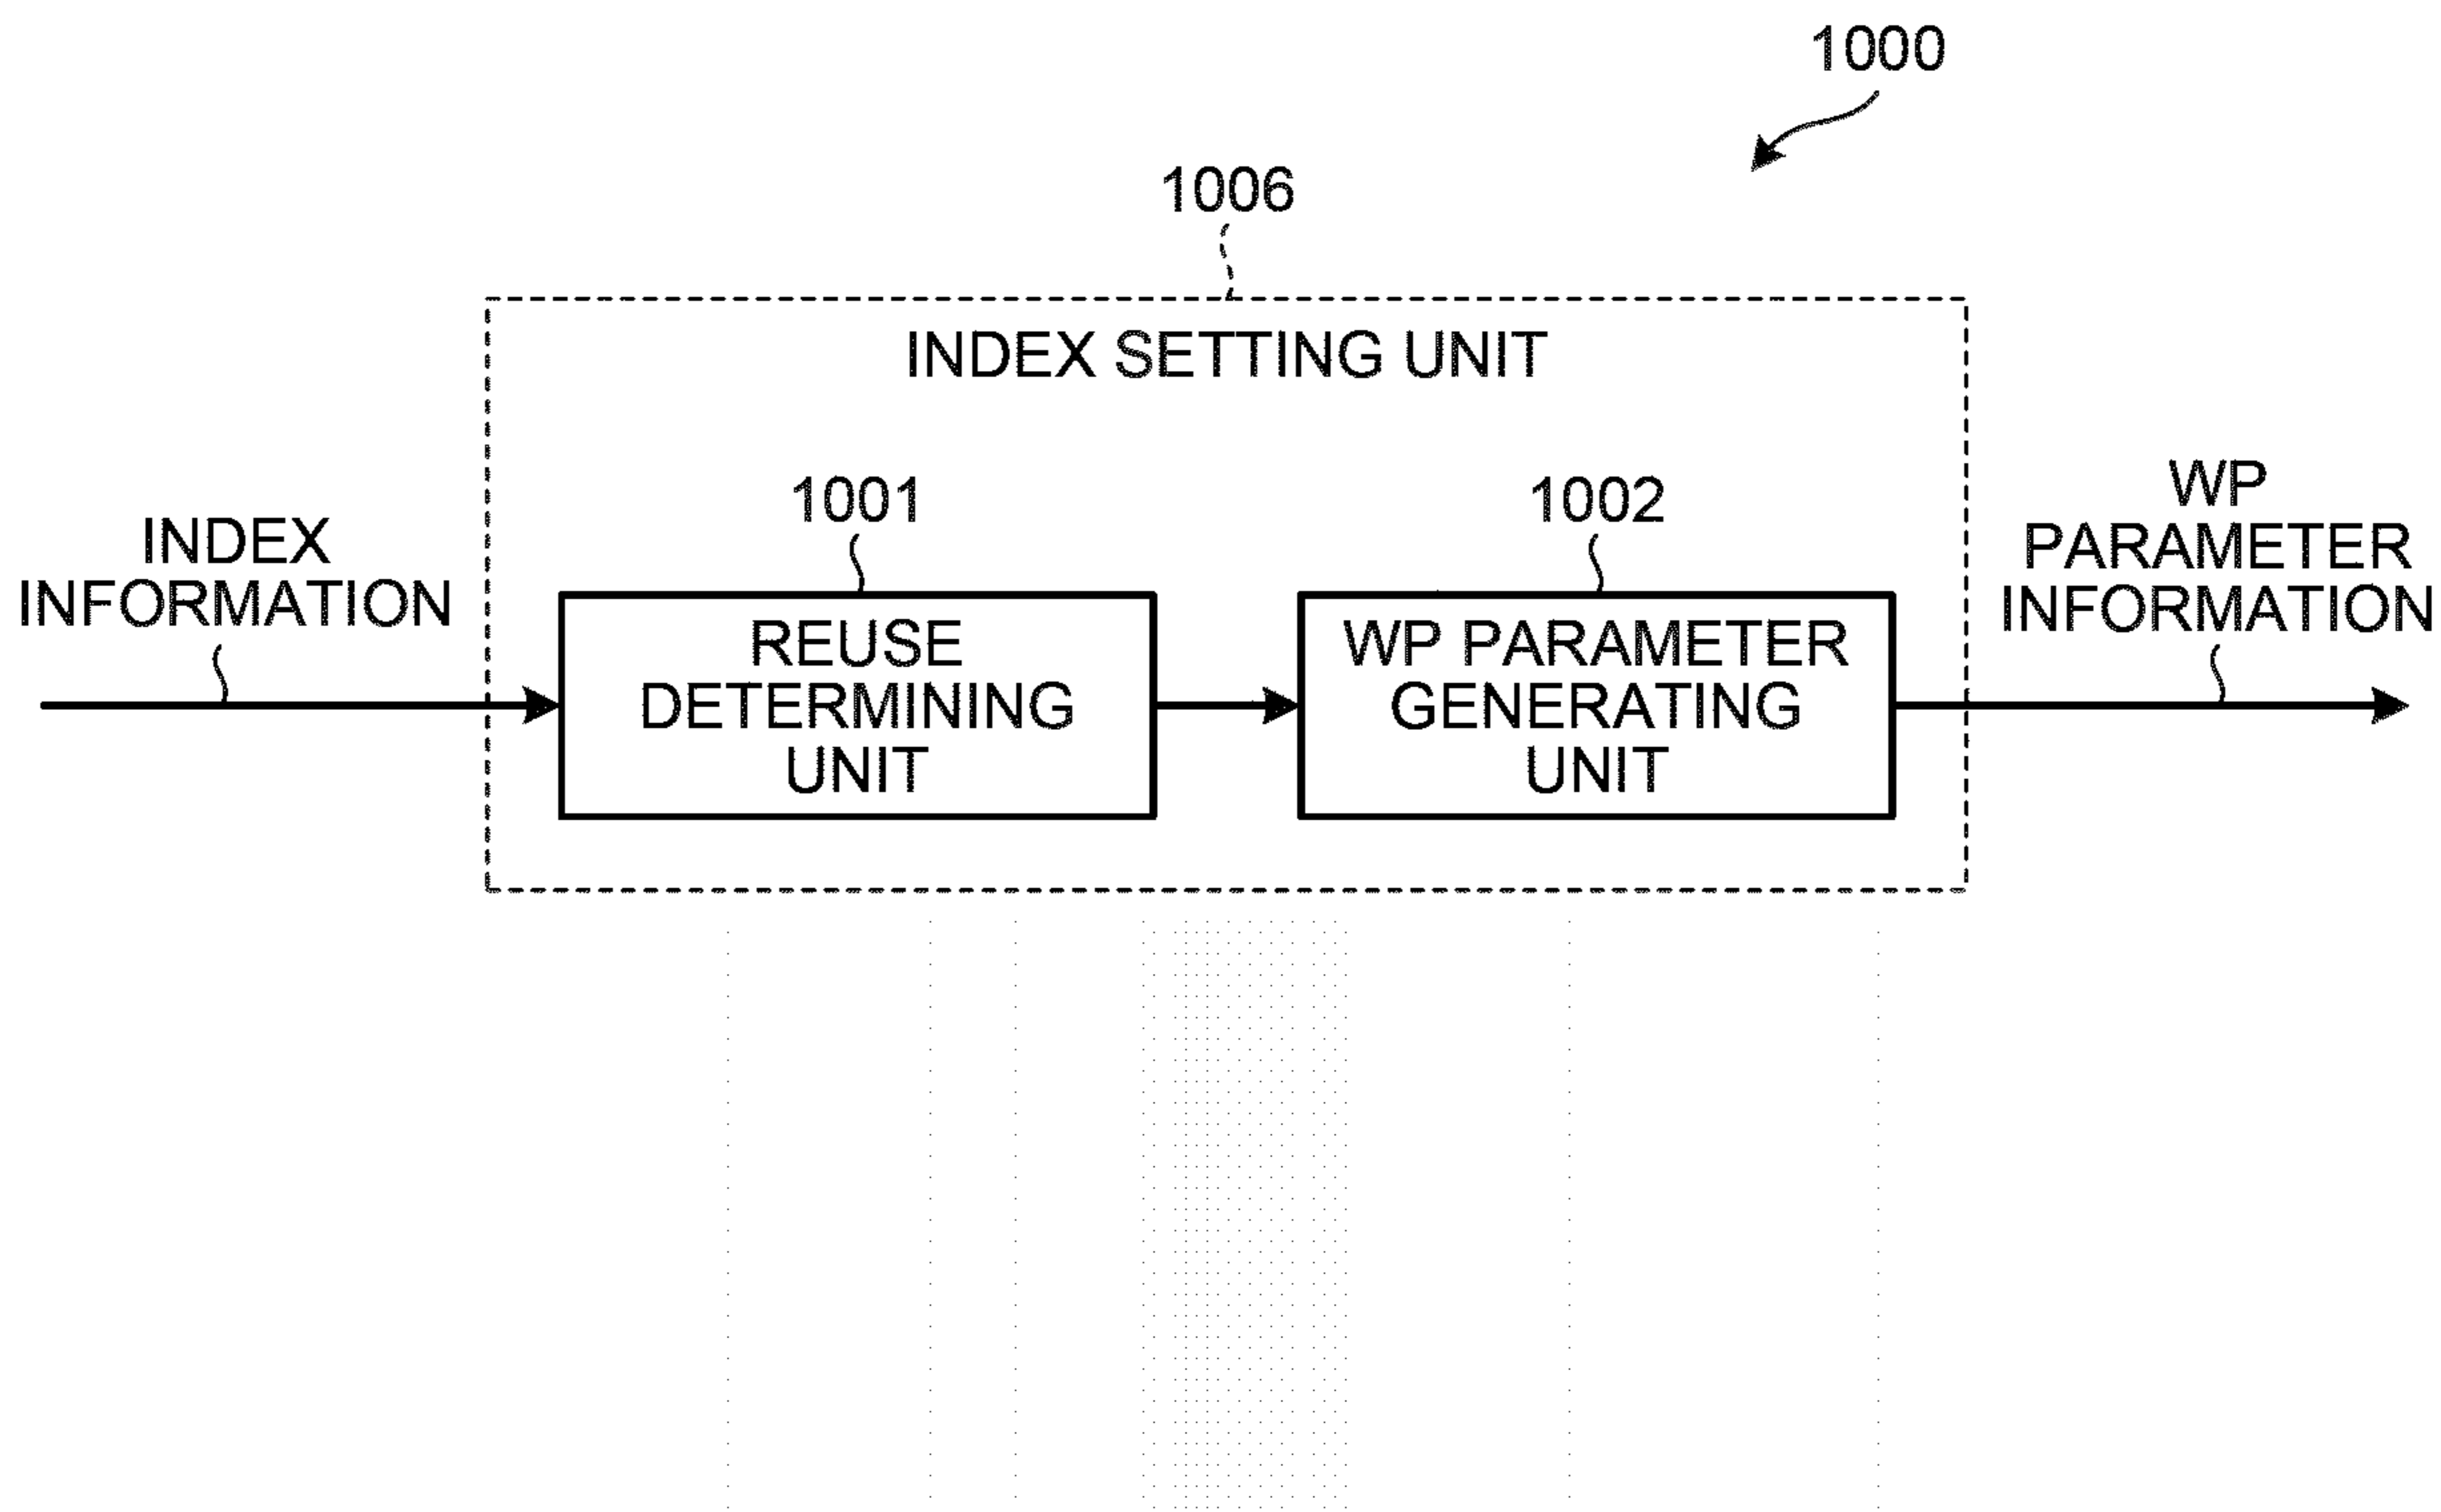 1000
1006
INDEX SETTING UNIT
1001
1002
INDEX
INFORMATION
REUSE
DETERMINING
UNIT
WP PARAMETER
GENERATING
UNIT
WP
PARAMETER
INFORMATION